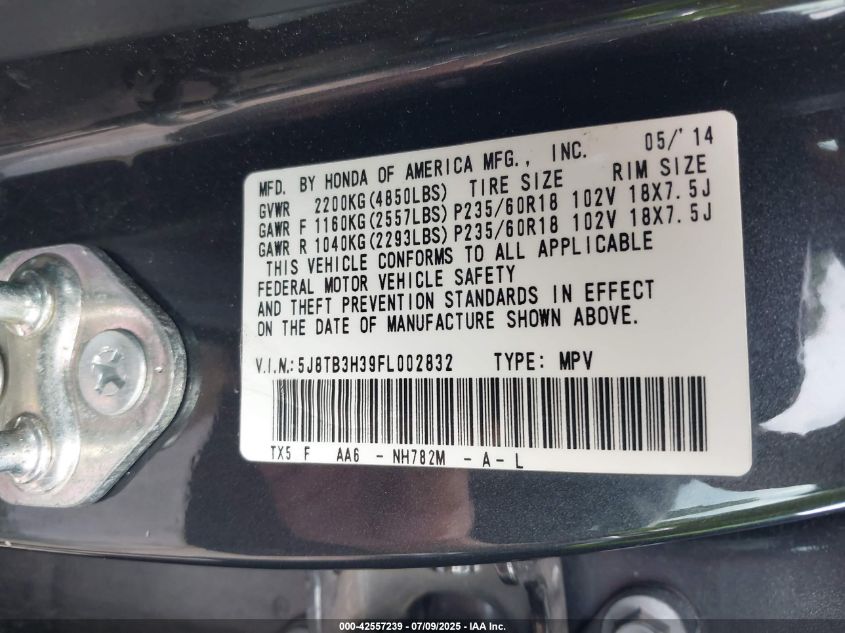 MFD. BY HONDA OF AMERICA MFG., INC. 05/'14
GVWR 2200KG(4850LBS) TIRE SIZE RIM SIZE
GAWR F 1160KG(2557LBS) P235/60R18 102V 18X7.5J
GAWR R 1040KG(2293LBS) P235/60R18 102V 18X7.5J
THIS VEHICLE CONFORMS TO ALL APPLICABLE
FEDERAL MOTOR VEHICLE SAFETY
AND THEFT PREVENTION STANDARDS IN EFFECT
ON THE DATE OF MANUFACTURE SHOWN ABOVE.
V.I.N.: 5J8TB3H39FL002832 TYPE: MPV
TX5 F AA6 - NH782M - A - L
000-42557239 - 07/09/2025 - IAA Inc.